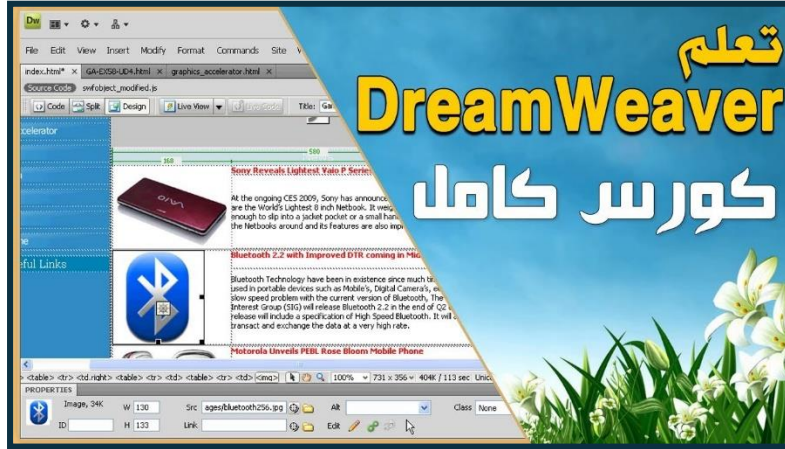 Dw
File Edit View Insert Modify Format Commands Site
index.html* × GA-EX58-UD4.html × graphics_accelerator.html ×
Source Code swfobject_modified.js
Code Split Design Live View Title:
celerator
580
168
Sony Reveals Lightest Vaio P Serie
At the ongoing CES 2009, Sony has announc
are the World's Lightest 8 inch Netbook. It weig
enough to slip into a jacket pocket or a small han
the Netbooks around and its features are also impr
Bluetooth 2.2 with Improved DTR coming in Mi
Bluetooth Technology have been in existence since much ti
used in portable devices such as Mobile's, Digital Camera's, e
slow speed problem with the current version of Bluetooth, The
Interest Group (SIG) will release Bluetooth 2.2 in the end of Q2
release will include a specification of High Speed Bluetooth. It will
transact and exchange the data at a very high rate.
Motorola Unveils PEBL Rose Bloom Mobile Phone
eful Links
<table> <tr> <td.right> <table> <tr> <td> <table> <tr> <td> <img> 100% 731 x 356 404K / 113 sec
PROPERTIES
Image, 34K W 130 Src ages/bluetooth256.jpg Alt Class None
ID H 133 Link Edit
تعلم
DreamWeaver
كورس كامل